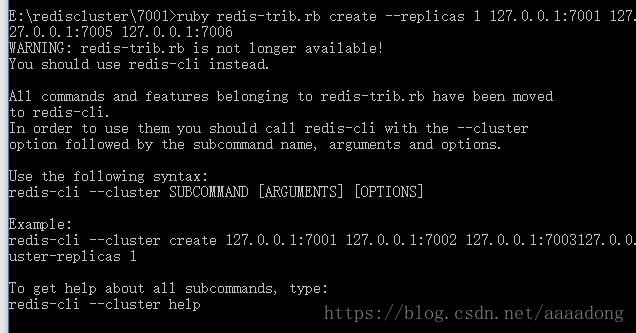 E:\rediscluster\7001>ruby redis-trib.rb create --replicas 1 127.0.0.1:7001 127.
27.0.0.1:7005 127.0.0.1:7006
WARNING: redis-trib.rb is not longer available!
You should use redis-cli instead.
All commands and features belonging to redis-trib.rb have been moved
to redis-cli.
In order to use them you should call redis-cli with the --cluster
option followed by the subcommand name, arguments and options.
Use the following syntax:
redis-cli --cluster SUBCOMMAND [ARGUMENTS] [OPTIONS]
Example:
redis-cli --cluster create 127.0.0.1:7001 127.0.0.1:7002 127.0.0.1:7003127.0.0.
uster-replicas 1
To get help about all subcommands, type:
redis-cli --cluster help
https://blog.csdn.net/aaaadong